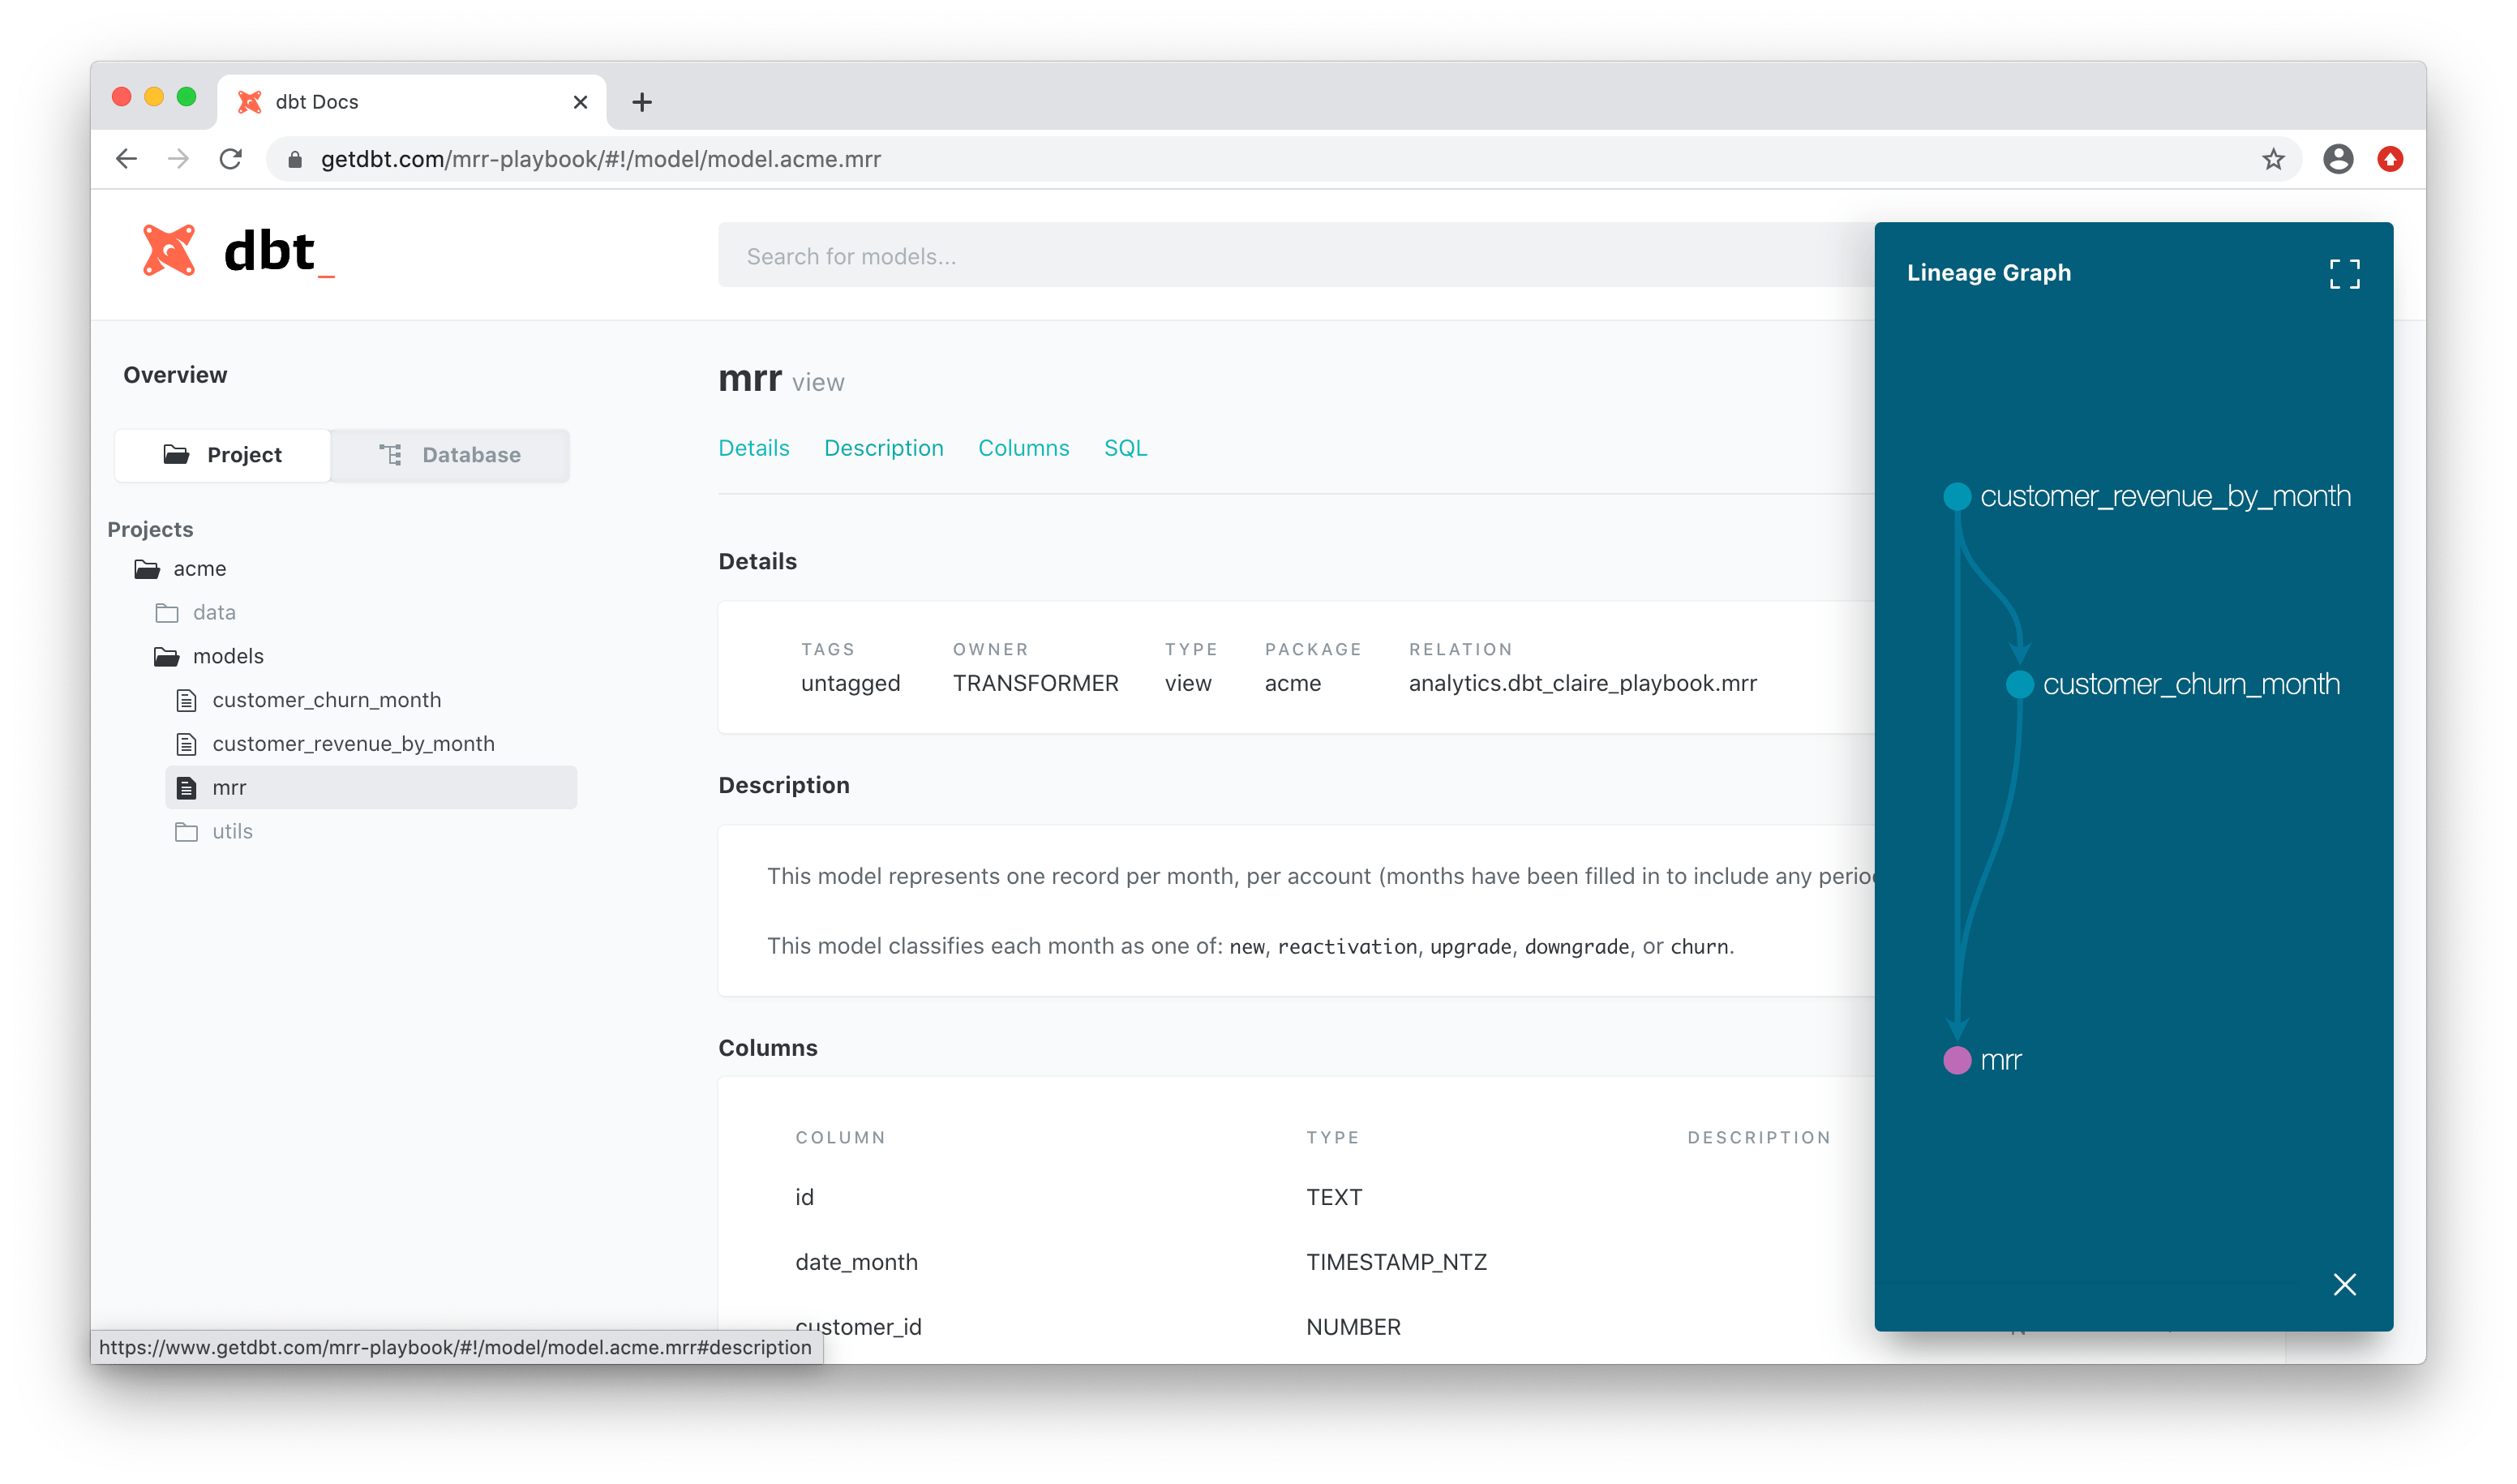 dbt Docs
getdbt.com/mrr-playbook/#!/model/model.acme.mrr
dbt_
Search for models...
Overview
Project
Database
Projects
acme
data
models
customer_churn_month
customer_revenue_by_month
mrr
utils
mrr view
Details Description Columns SQL
Details
TAGS OWNER TYPE PACKAGE RELATION
untagged TRANSFORMER view acme analytics.dbt_claire_playbook.mrr
Description
This model represents one record per month, per account (months have been filled in to include any
This model classifies each month as one of: new, reactivation, upgrade, downgrade, or churn.
Columns
COLUMN TYPE DESCRIPTION
id TEXT
date_month TIMESTAMP_NTZ
customer_id NUMBER
Lineage Graph
customer_revenue_by_month
customer_churn_month
mrr
https://www.getdbt.com/mrr-playbook/#!/model/model.acme.mrr#description